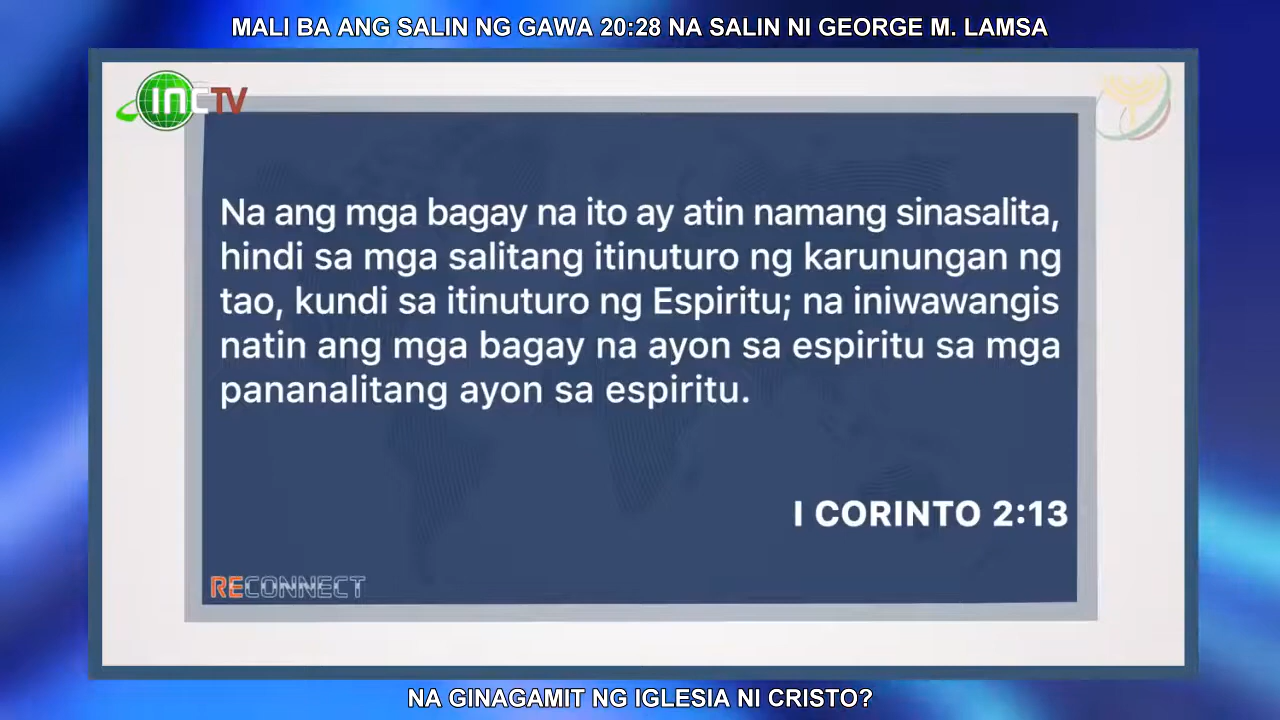 MALI BA ANG SALIN NG GAWA 20:28 NA SALIN NI GEORGE M. LAMSA
INCTV
Na ang mga bagay na ito ay atin namang sinasalita,
hindi sa mga salitang itinuturo ng karunungan ng
tao, kundi sa itinuturo ng Espiritu; na iniwawangis
natin ang mga bagay na ayon sa espiritu sa mga
pananalitang ayon sa espiritu.
I CORINTO 2:13
RECONNECT
NA GINAGAMIT NG IGLESIA NI CRISTO?